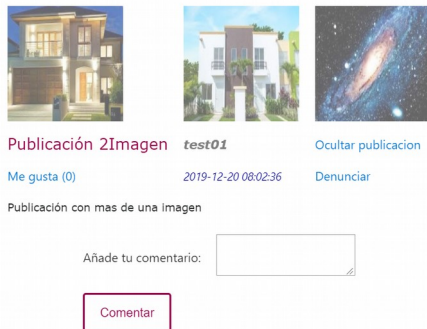 Publicación 2Imagen test01 Ocultar publicacion
Me gusta (0) 2019-12-20 08:02:36 Denunciar
Publicación con mas de una imagen
Añade tu comentario:
Comentar